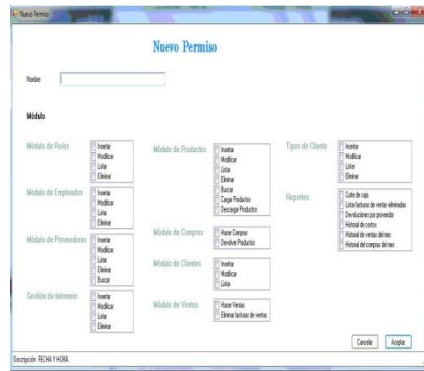 Nuevo Permiso
Nuevo Permiso
Nombre
Módulo
Módulo de Roles
Insertar
Modificar
Listar
Eliminar
Módulo de Empleados
Insertar
Modificar
Listar
Eliminar
Módulo de Proveedores
Insertar
Modificar
Listar
Eliminar
Buscar
Gestión de talonario
Insertar
Modificar
Listar
Eliminar
Módulo de Productos
Insertar
Modificar
Listar
Eliminar
Buscar
Cargar Productos
Descargar Productos
Módulo de Compras
Hacer Compras
Devolver Productos
Módulo de Clientes
Insertar
Modificar
Listar
Módulo de Ventas
Hacer Ventas
Eliminar facturas de ventas
Tipos de Cliente
Insertar
Modificar
Listar
Eliminar
Reportes
Corte de caja
Listar facturas de ventas eliminadas
Devoluciones por proveedor
Historial de costos
Historial de ventas del mes
Historial del compras del mes
Cancelar
Aceptar
Descripción FECHA Y HORA